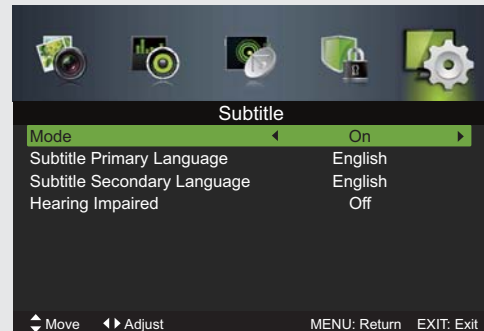 Subtitle
Mode On
Subtitle Primary Language English
Subtitle Secondary Language English
Hearing Impaired Off
Move Adjust MENU: Return EXIT: Exit